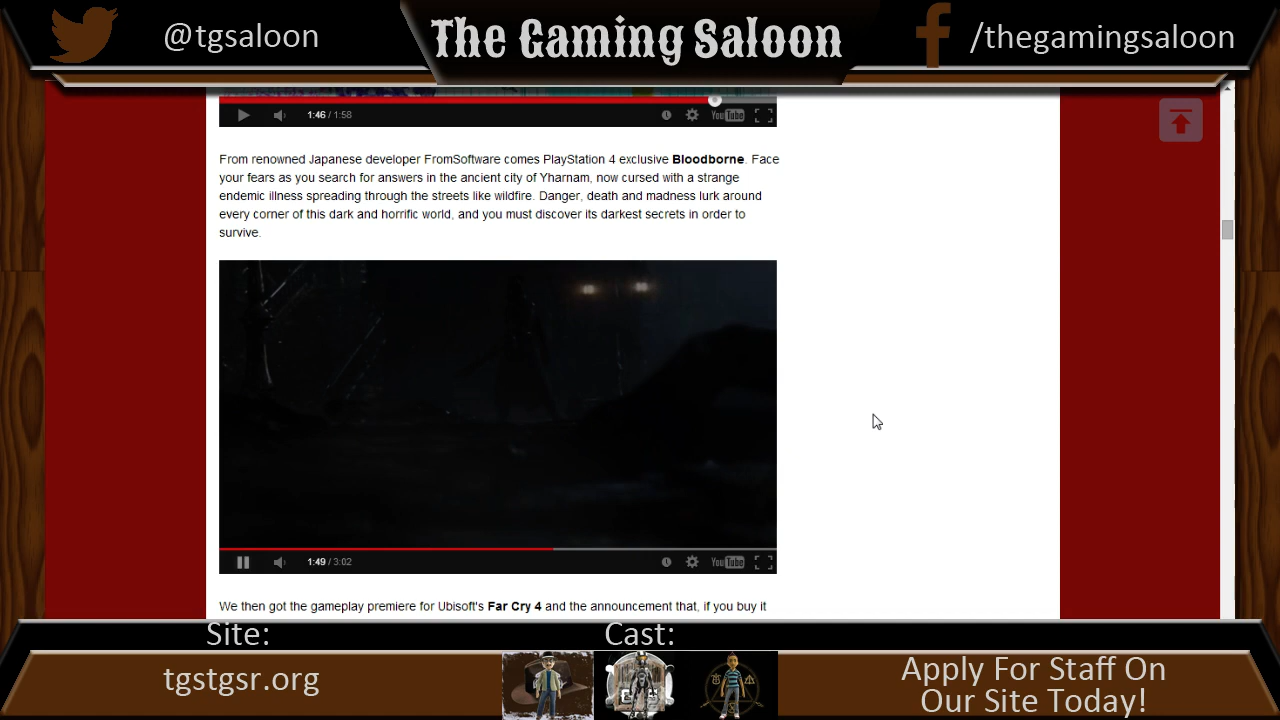 @tgsaloon
The Gaming Saloon
/thegamingsaloon
1:46 / 1:58
YouTube
From renowned Japanese developer FromSoftware comes PlayStation 4 exclusive Bloodborne. Face
your fears as you search for answers in the ancient city of Yharnam, now cursed with a strange
endemic illness spreading through the streets like wildfire. Danger, death and madness lurk around
every corner of this dark and horrific world, and you must discover its darkest secrets in order to
survive.
1:49 / 3:02
YouTube
We then got the gameplay premiere for Ubisoft's Far Cry 4 and the announcement that, if you buy it
Site:
tgstgsr.org
Cast:
Apply For Staff On
Our Site Today!